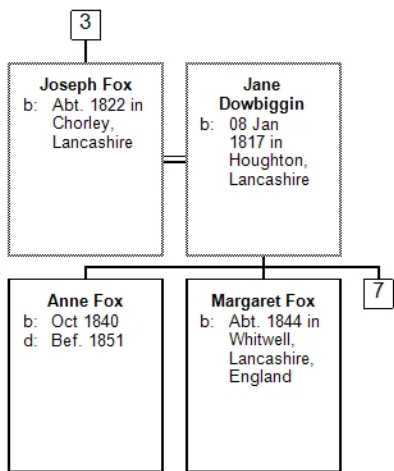 3
Joseph Fox
b: Abt. 1822 in
Chorley,
Lancashire
Jane
Dowbiggin
b: 08 Jan
1817 in
Houghton,
Lancashire
7
Anne Fox
b: Oct 1840
d: Bef. 1851
Margaret Fox
b: Abt. 1844 in
Whitwell,
Lancashire,
England